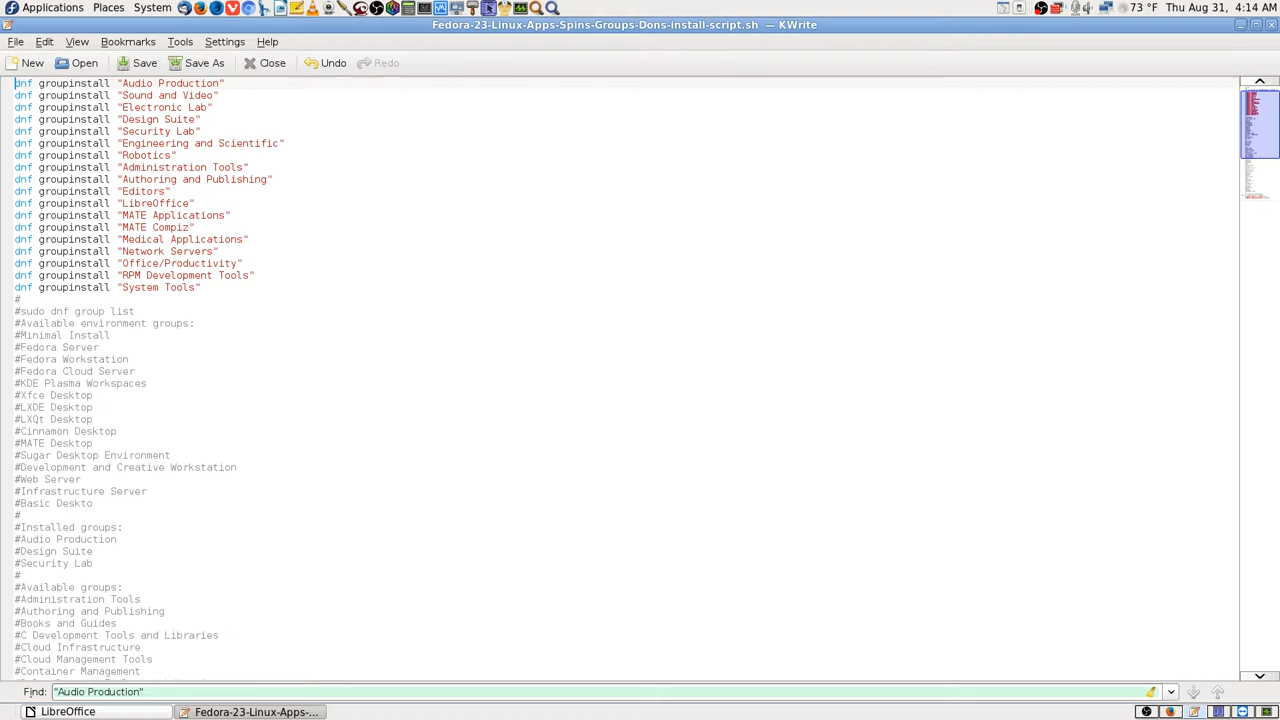 Applications Places System
73 °F Thu Aug 31, 4:14 AM
Fedora-23-Linux-Apps-Spins-Groups-Dons-install-script.sh — KWrite
File Edit View Bookmarks Tools Settings Help
New Open Save Save As Close Undo Redo
dnf groupinstall "Audio Production"
dnf groupinstall "Sound and Video"
dnf groupinstall "Electronic Lab"
dnf groupinstall "Design Suite"
dnf groupinstall "Security Lab"
dnf groupinstall "Engineering and Scientific"
dnf groupinstall "Robotics"
dnf groupinstall "Administration Tools"
dnf groupinstall "Authoring and Publishing"
dnf groupinstall "Editors"
dnf groupinstall "LibreOffice"
dnf groupinstall "MATE Applications"
dnf groupinstall "MATE Compiz"
dnf groupinstall "Medical Applications"
dnf groupinstall "Network Servers"
dnf groupinstall "Office/Productivity"
dnf groupinstall "RPM Development Tools"
dnf groupinstall "System Tools"
#
#sudo dnf group list
#Available environment groups:
#Minimal Install
#Fedora Server
#Fedora Workstation
#Fedora Cloud Server
#KDE Plasma Workspaces
#Xfce Desktop
#LXDE Desktop
#LXQt Desktop
#Cinnamon Desktop
#MATE Desktop
#Sugar Desktop Environment
#Development and Creative Workstation
#Web Server
#Infrastructure Server
#Basic Deskto
#
#Installed groups:
#Audio Production
#Design Suite
#Security Lab
#
#Available groups:
#Administration Tools
#Authoring and Publishing
#Books and Guides
#C Development Tools and Libraries
#Cloud Infrastructure
#Cloud Management Tools
#Container Management
Find: "Audio Production"
LibreOffice Fedora-23-Linux-Apps-...